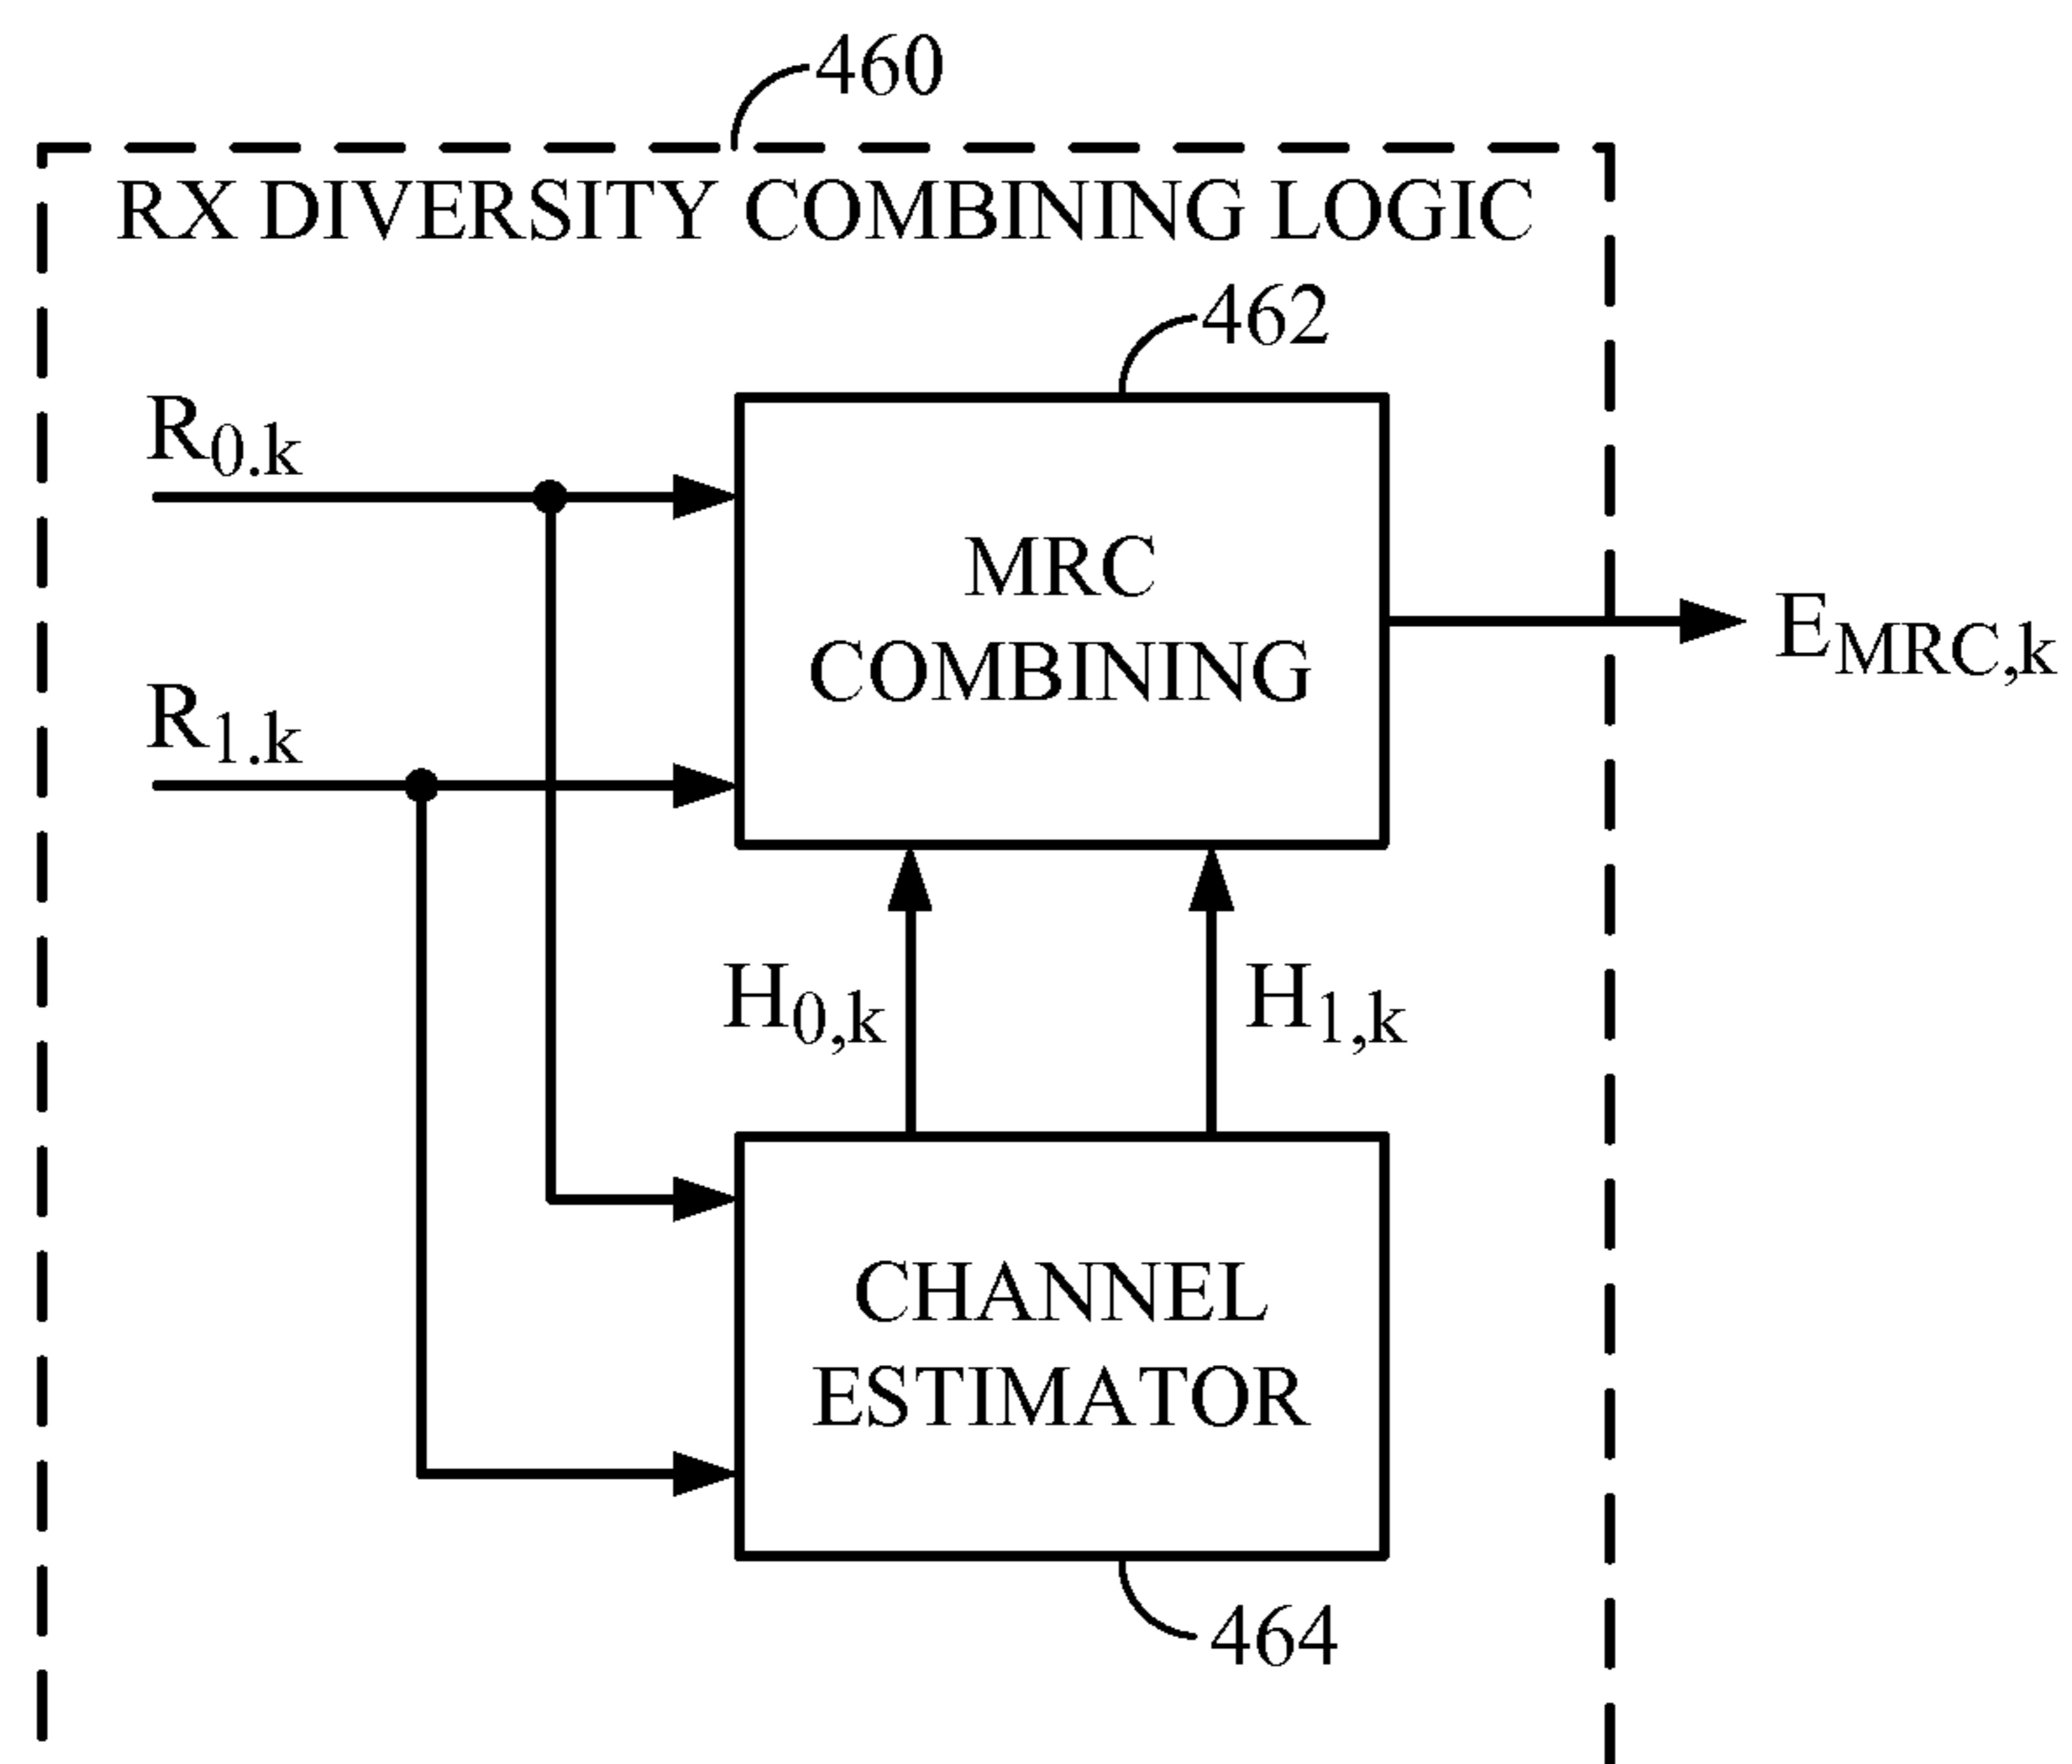 460
RX DIVERSITY COMBINING LOGIC
462
R0.k
MRC
COMBINING
EMRC,k
R1.k
H0,k
H1,k
CHANNEL
ESTIMATOR
464